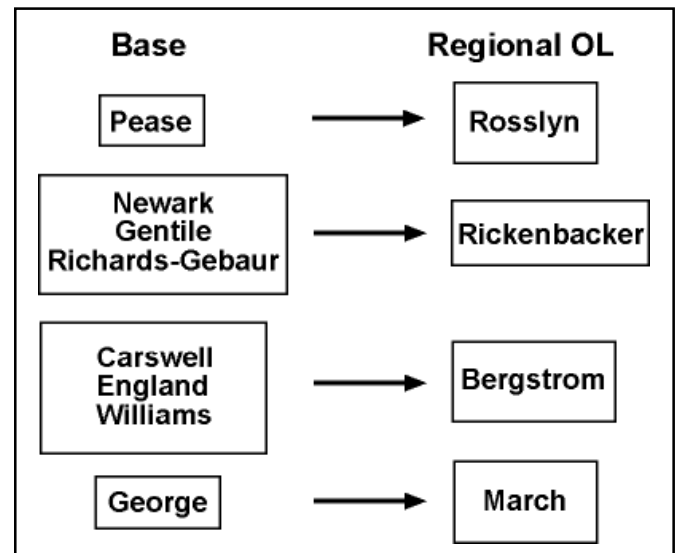 Base
Regional OL
Pease
Rosslyn
Newark
Gentile
Richards-Gebaur
Rickenbacker
Carswell
England
Williams
Bergstrom
George
March